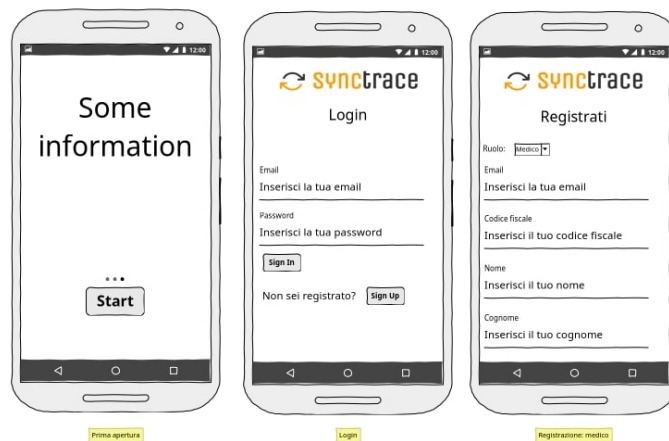 12:00
Some
information
Start
Prima apertura
12:00
synctrace
Login
Email
Inserisci la tua email
Password
Inserisci la tua password
Sign In
Non sei registrato? Sign Up
Login
12:00
synctrace
Registrati
Ruolo: Medico
Email
Inserisci la tua email
Codice fiscale
Inserisci il tuo codice fiscale
Nome
Inserisci il tuo nome
Cognome
Inserisci il tuo cognome
Registrazione: medico